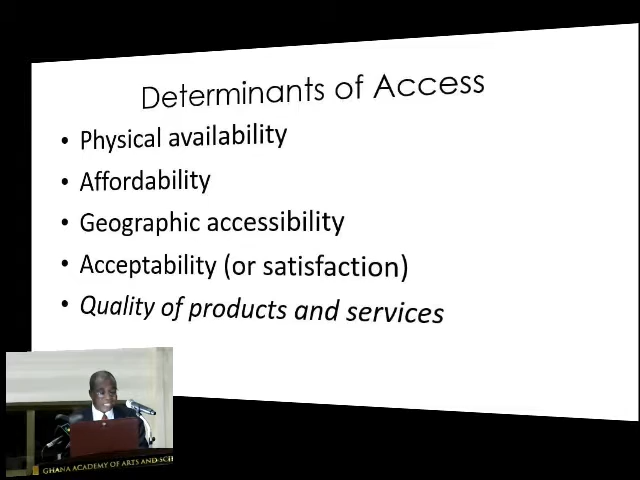 Determinants of Access
• Physical availability
• Affordability
• Geographic accessibility
• Acceptability (or satisfaction)
• Quality of products and services
GHANA ACADEMY OF ARTS AND SCI